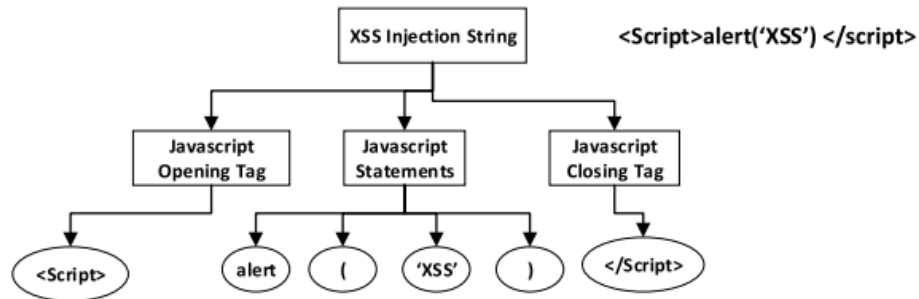 XSS Injection String
<Script>alert(‘XSS’) </script>
Javascript
Opening Tag
Javascript
Statements
Javascript
Closing Tag
<Script>
alert
(
‘XSS’
)
</Script>